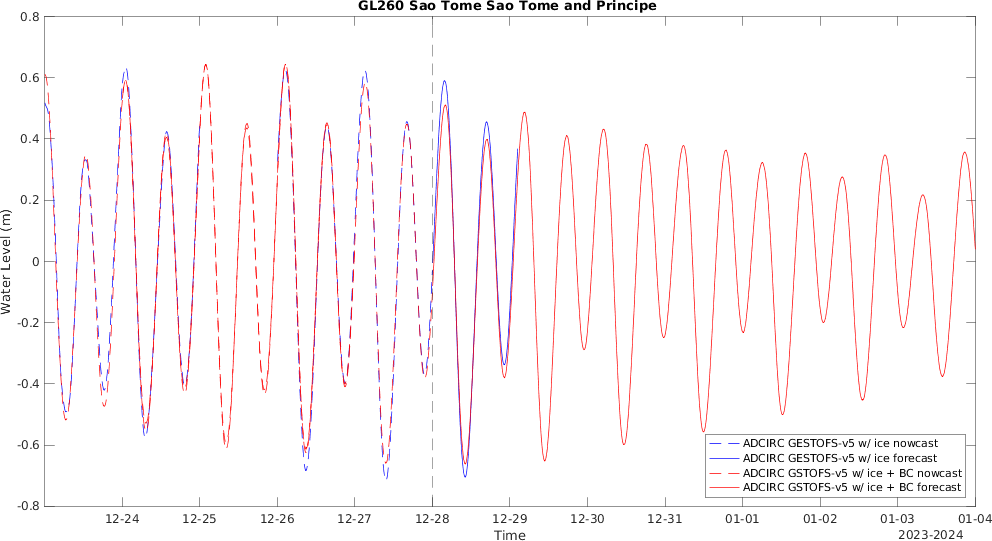 GL260 Sao Tome Sao Tome and Principe
Water Level (m)
0.8
0.6
0.4
0.2
0
-0.2
-0.4
-0.6
-0.8
ADCIRC GESTOFS-v5 w/ ice nowcast
ADCIRC GESTOFS-v5 w/ ice forecast
ADCIRC GSTOFS-v5 w/ ice + BC nowcast
ADCIRC GSTOFS-v5 w/ ice + BC forecast
12-24 12-25 12-26 12-27 12-28 12-29 12-30 12-31 01-01 01-02 01-03 01-04
Time
2023-2024